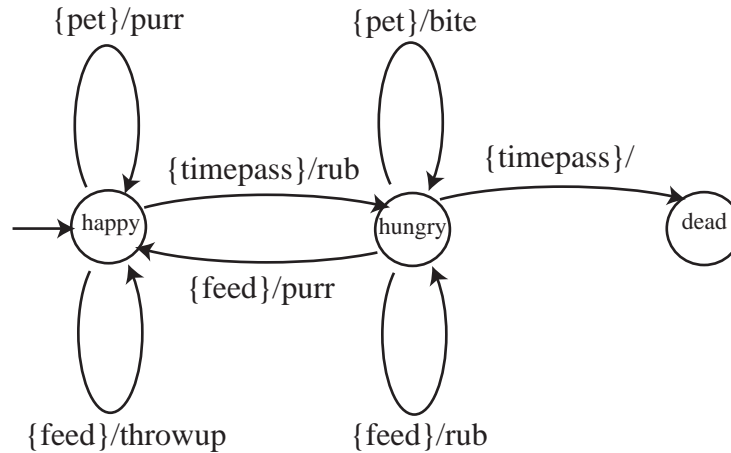 {pet}/purr
{pet}/bite
{timepass}/rub
{timepass}/
happy
hungry
dead
{feed}/purr
{feed}/throwup
{feed}/rub